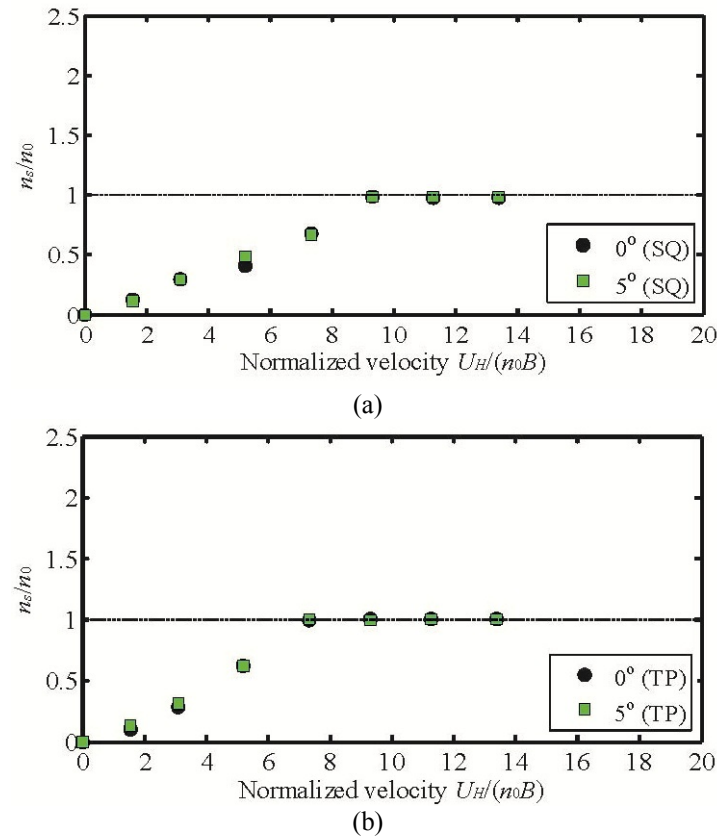 2.5
2
1.5
1
0.5
0
ns/n0
0° (SQ)
5° (SQ)
0 2 4 6 8 10 12 14 16 18 20
Normalized velocity UH/(n0B)
(a)
2.5
2
1.5
1
0.5
0
ns/n0
0° (TP)
5° (TP)
0 2 4 6 8 10 12 14 16 18 20
Normalized velocity UH/(n0B)
(b)